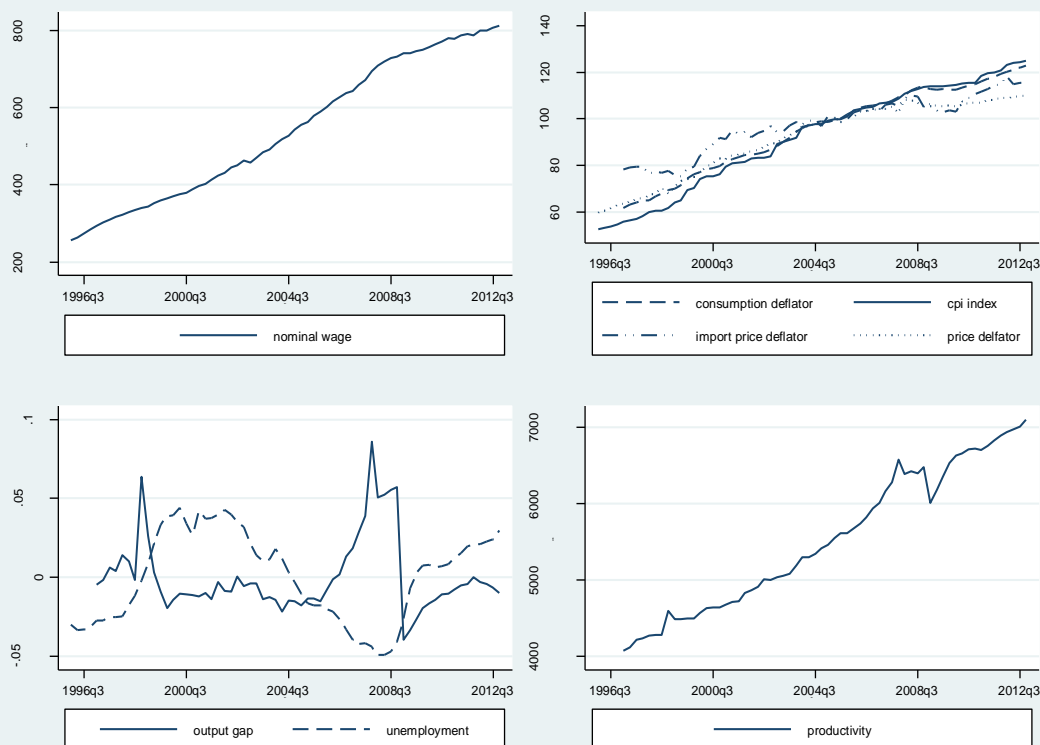 800
600
400
200
1996q3 2000q3 2004q3 2008q3 2012q3
nominal wage
140
120
100
80
60
1996q3 2000q3 2004q3 2008q3 2012q3
consumption deflator cpi index
import price deflator price delfator
.1
.05
0
-.05
1996q3 2000q3 2004q3 2008q3 2012q3
output gap unemployment
7000
6000
5000
4000
1996q3 2000q3 2004q3 2008q3 2012q3
productivity